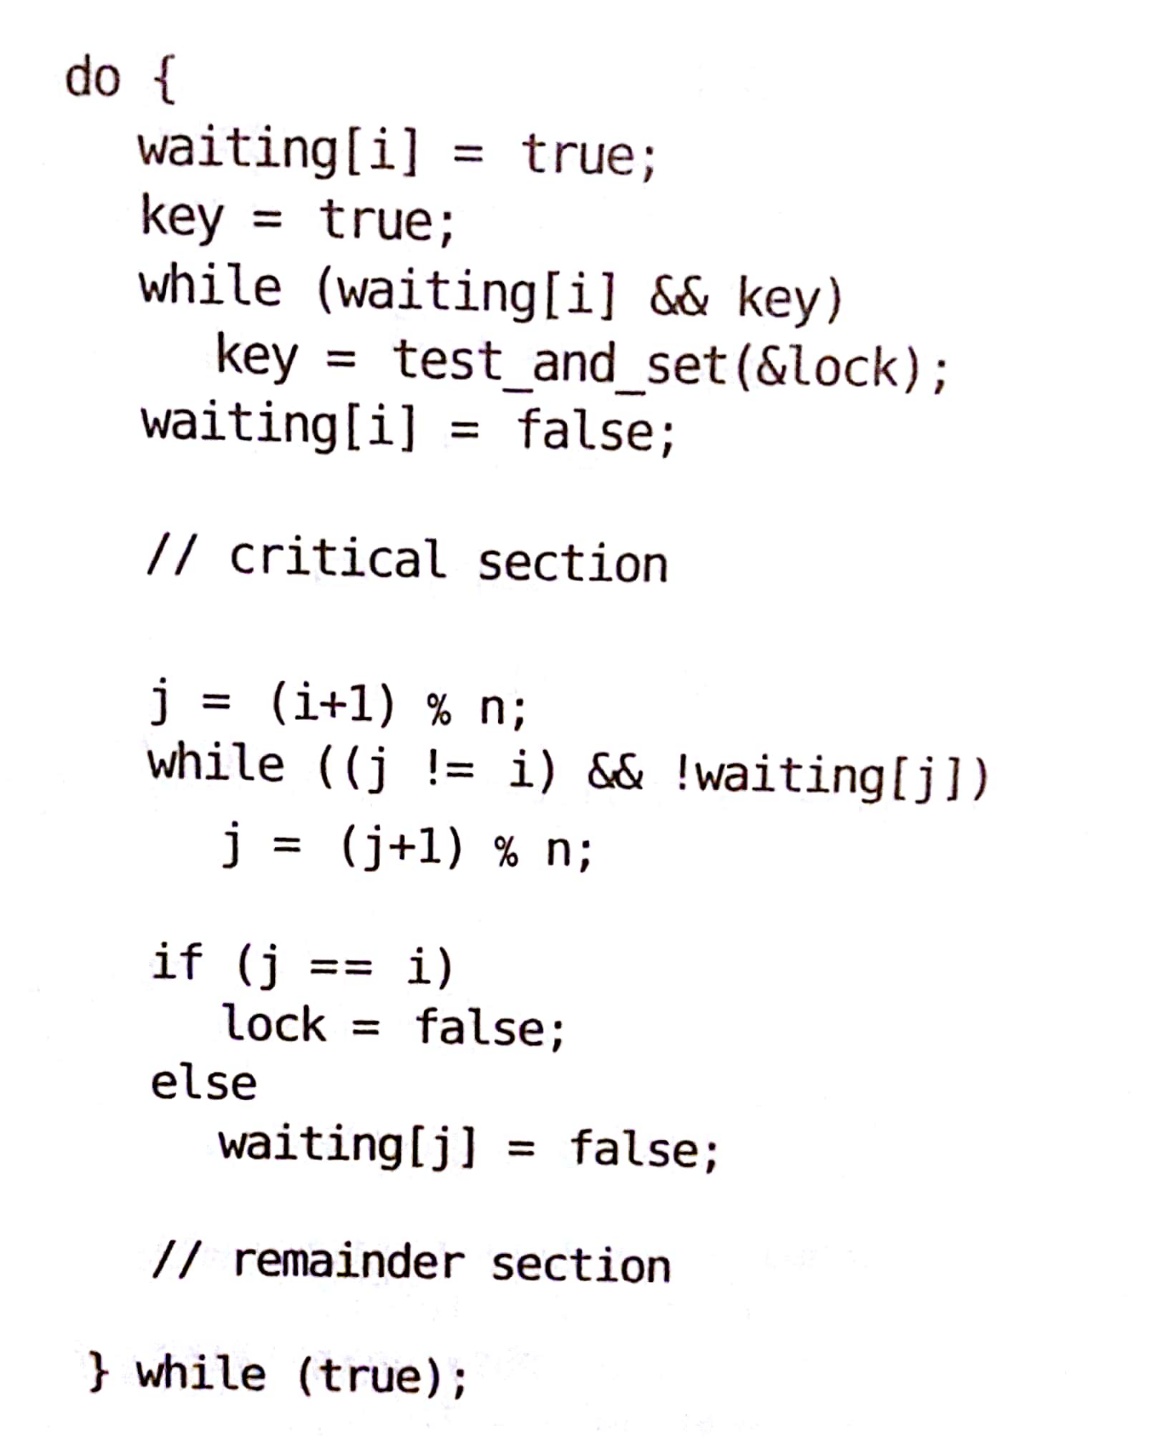 do {
waiting[i] = true;
key = true;
while (waiting[i] && key)
key = test_and_set(&lock);
waiting[i] = false;
// critical section
j = (i+1) % n;
while ((j != i) && !waiting[j])
j = (j+1) % n;
if (j == i)
lock = false;
else
waiting[j] = false;
// remainder section
} while (true);